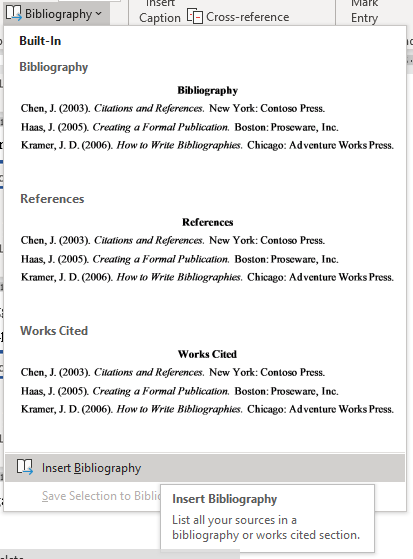 Bibliography
Insert
Caption
Cross-reference
Mark
Entry
Built-In
Bibliography
Bibliography
Chen, J. (2003). Citations and References. New York: Contoso Press.
Haas, J. (2005). Creating a Formal Publication. Boston: Proseware, Inc.
Kramer, J. D. (2006). How to Write Bibliographies. Chicago: Adventure Works Press.
References
References
Chen, J. (2003). Citations and References. New York: Contoso Press.
Haas, J. (2005). Creating a Formal Publication. Boston: Proseware, Inc.
Kramer, J. D. (2006). How to Write Bibliographies. Chicago: Adventure Works Press.
Works Cited
Works Cited
Chen, J. (2003). Citations and References. New York: Contoso Press.
Haas, J. (2005). Creating a Formal Publication. Boston: Proseware, Inc.
Kramer, J. D. (2006). How to Write Bibliographies. Chicago: Adventure Works Press.
Insert Bibliography
Save Selection to Biblio
Insert Bibliography
List all your sources in a
bibliography or works cited section.